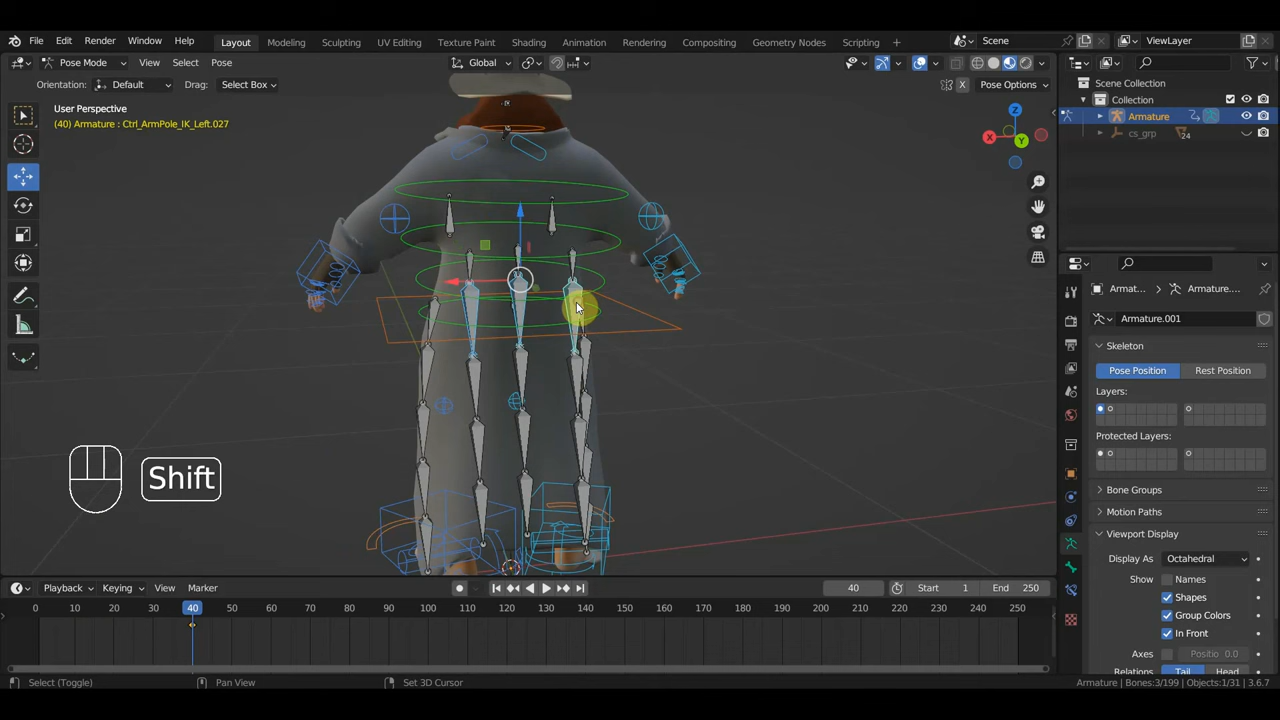 File Edit Render Window Help Layout Modeling Sculpting UV Editing Texture Paint Shading Animation Rendering Compositing Geometry Nodes Scripting + Scene ViewLayer
Pose Mode View Select Pose Global
Orientation: Default Drag: Select Box X Pose Options
Scene Collection
Collection
Armature
cs_grp 24
User Perspective
(40) Armature : Ctrl_ArmPole_IK_Left.027
Z
X
Y
Armat... Armature....
Armature.001
Skeleton
Pose Position Rest Position
Layers:
Protected Layers:
Bone Groups
Motion Paths
Viewport Display
Display As Octahedral
Show Names
Shapes
Group Colors
In Front
Axes Positio 0.0
Relations Tail Head
Shift
Playback Keying View Marker 40 Start 1 End 250
0 10 20 30 40 50 60 70 80 90 100 110 120 130 140 150 160 170 180 190 200 210 220 230 240 250
Select (Toggle) Pan View Set 3D Cursor Armature | Bones:3/199 | Objects:1/31 | 3.6.7